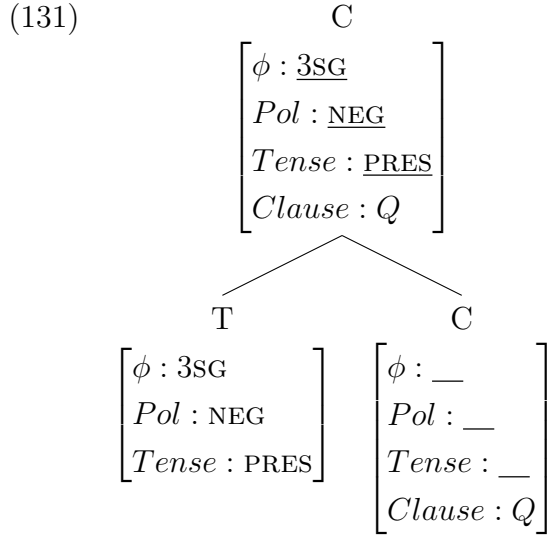 (131) C
ϕ : 3SG
Pol : NEG
Tense : PRES
Clause : Q
T C
ϕ : 3SG ϕ : __
Pol : NEG Pol : __
Tense : PRES Tense : __
Clause : Q